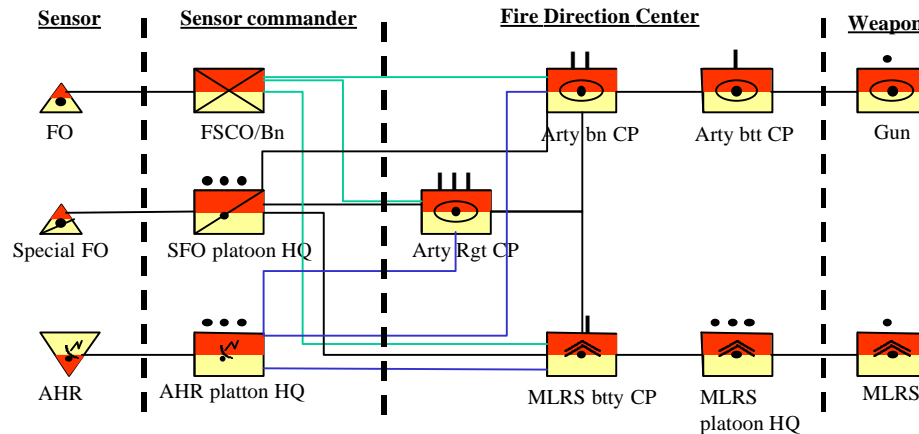 Sensor
Sensor commander
Fire Direction Center
Weapon
FO
FSCO/Bn
Arty bn CP
Arty btt CP
Gun
Special FO
SFO platoon HQ
Arty Rgt CP
AHR
AHR platton HQ
MLRS btty CP
MLRS
platoon HQ
MLRS